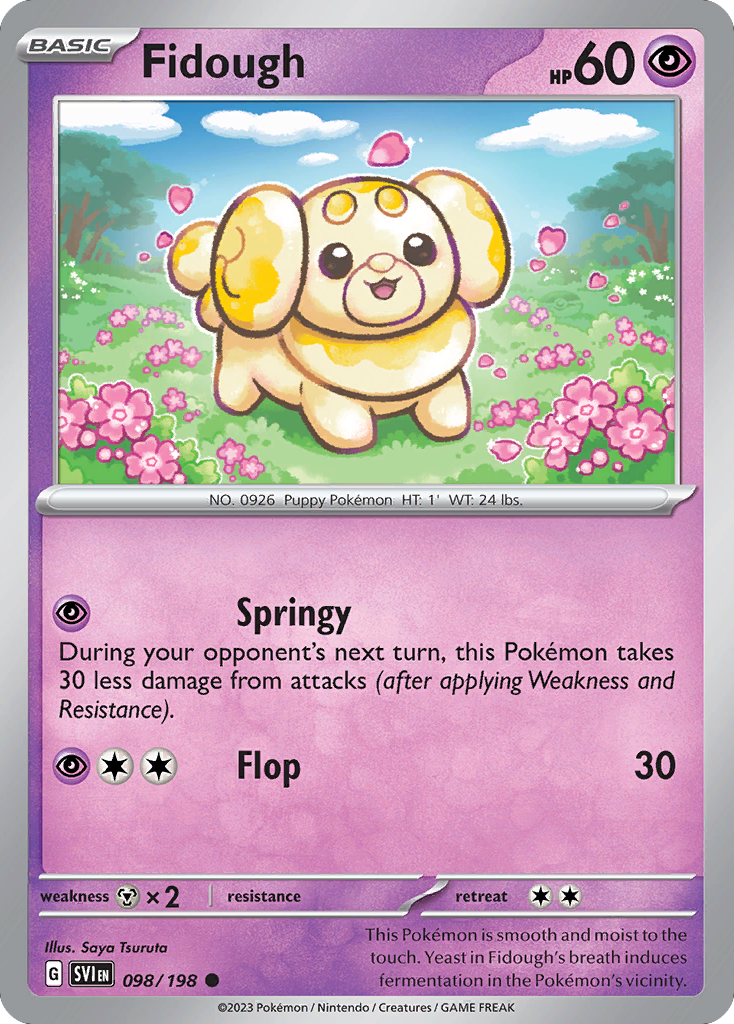 BASIC
Fidough
HP60
NO. 0926 Puppy Pokémon HT: 1' WT: 24 lbs.
Springy
During your opponent's next turn, this Pokémon takes
30 less damage from attacks (after applying Weakness and
Resistance).
Flop 30
weakness ×2 resistance retreat
Illus. Saya Tsuruta
G SVI EN 098/198
This Pokémon is smooth and moist to the
touch. Yeast in Fidough's breath induces
fermentation in the Pokémon's vicinity.
©2023 Pokémon / Nintendo / Creatures / GAME FREAK